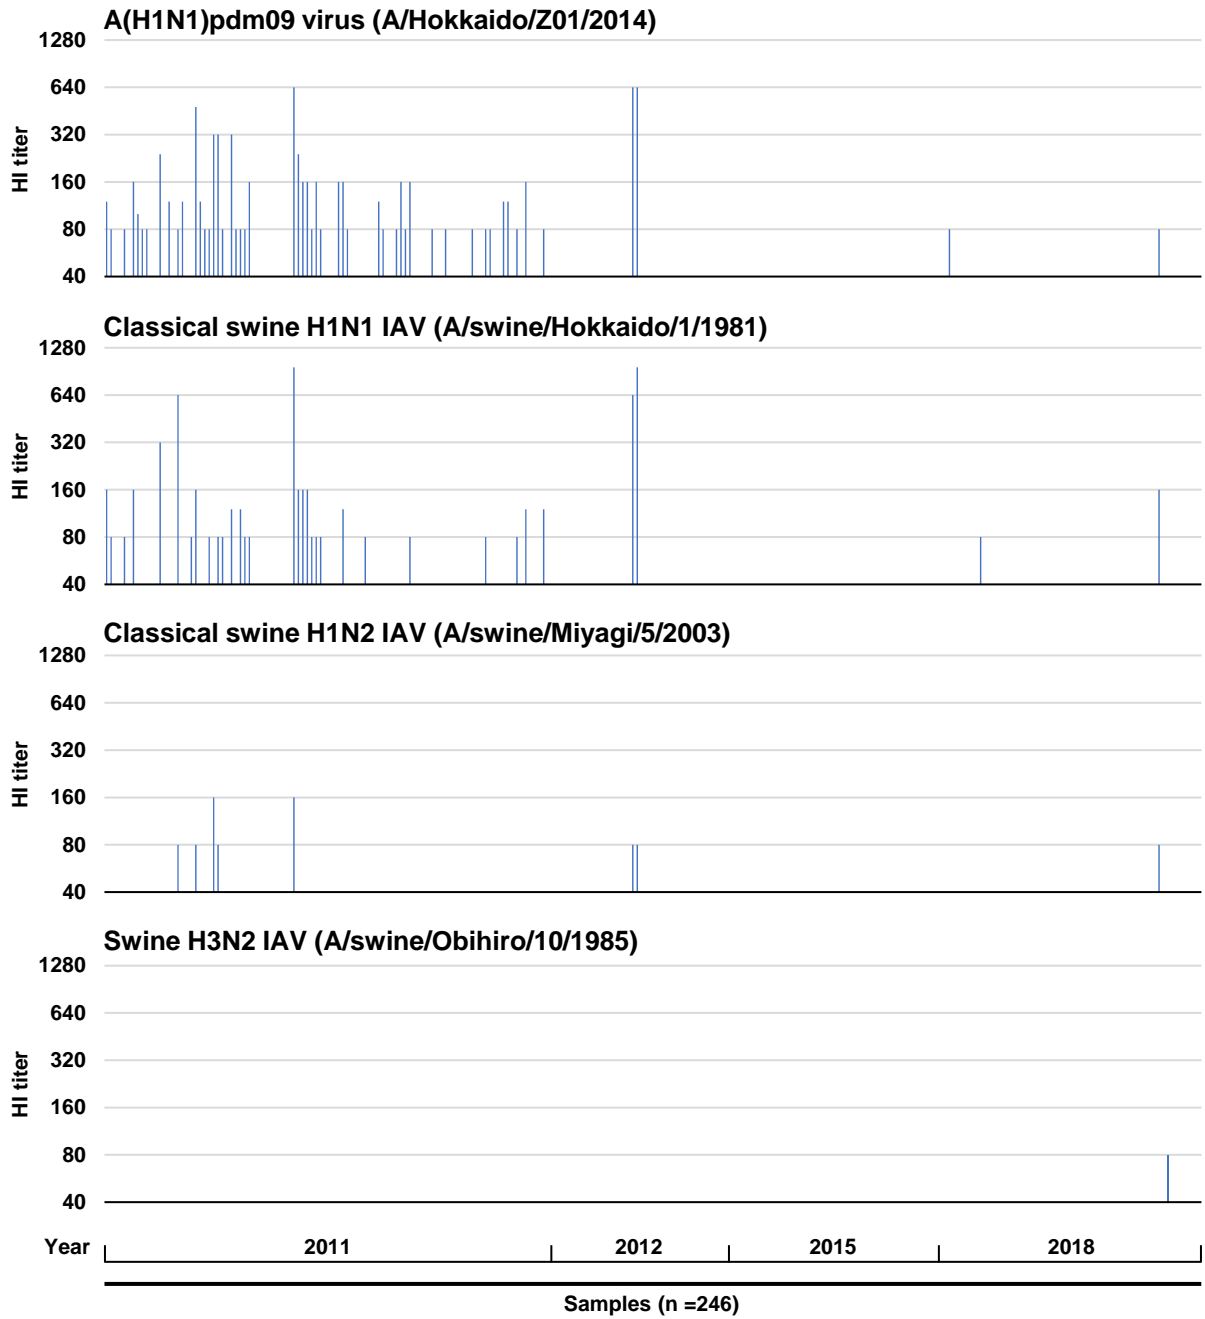 A(H1N1)pdm09 virus (A/Hokkaido/Z01/2014)
1280
640
320
160
80
40
HI titer
Classical swine H1N1 IAV (A/swine/Hokkaido/1/1981)
1280
640
320
160
80
40
HI titer
Classical swine H1N2 IAV (A/swine/Miyagi/5/2003)
1280
640
320
160
80
40
HI titer
Swine H3N2 IAV (A/swine/Obihiro/10/1985)
1280
640
320
160
80
40
HI titer
Year 2011 2012 2015 2018
Samples (n =246)